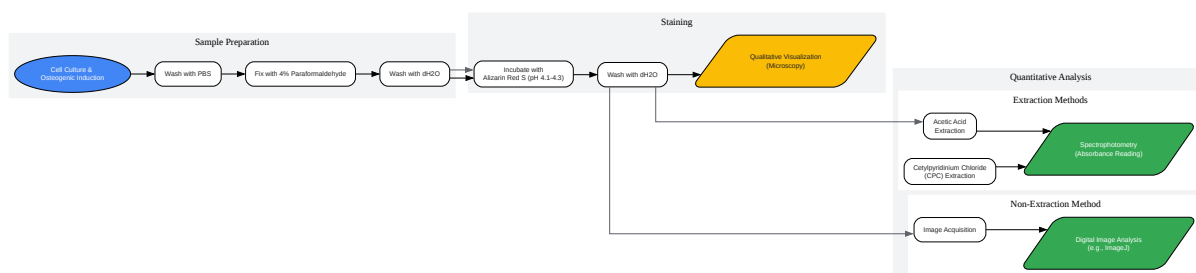 Sample Preparation
Cell Culture &
Osteogenic Induction
Wash with PBS
Fix with 4% Paraformaldehyde
Wash with dH2O
Staining
Incubate with
Alizarin Red S (pH 4.1-4.3)
Wash with dH2O
Qualitative Visualization
(Microscopy)
Quantitative Analysis
Extraction Methods
Acetic Acid
Extraction
Cetylpyridinium Chloride
(CPC) Extraction
Spectrophotometry
(Absorbance Reading)
Non-Extraction Method
Image Acquisition
Digital Image Analysis
(e.g., ImageJ)